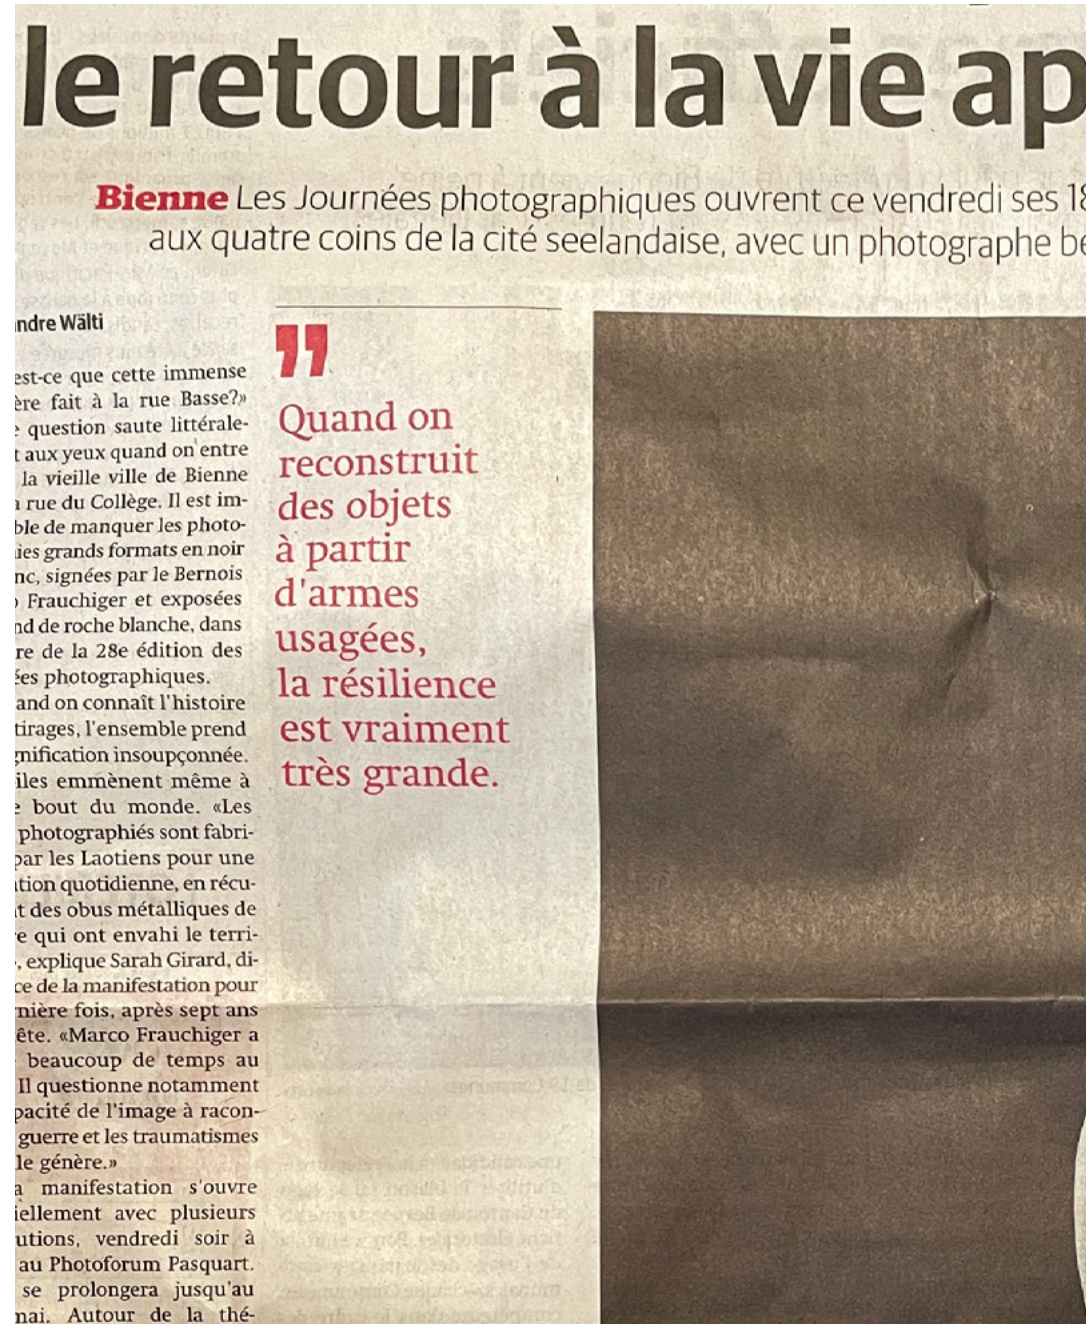 le retour à la vie ap
Bienne Les Journées photographiques ouvrent ce vendredi ses 18
aux quatre coins de la cité seelandaise, avec un photographe be
ndre Wälti
est-ce que cette immense
ère fait à la rue Basse?»
question saute littérale-
t aux yeux quand on entre
la vieille ville de Bienne
rue du Collège. Il est im-
ble de manquer les photo-
ies grands formats en noir
nc, signées par le Bernois
Frauchiger et exposées
nd de roche blanche, dans
re de la 28e édition des
ées photographiques.
and on connaît l'histoire
tirages, l'ensemble prend
gnification insoupçonnée.
iles emmènent même à
bout du monde. «Les
photographiés sont fabri-
par les Laotiens pour une
tion quotidienne, en récu-
t des obus métalliques de
e qui ont envahi le terri-
, explique Sarah Girard, di-
ce de la manifestation pour
nière fois, après sept ans
ête. «Marco Frauchiger a
beaucoup de temps au
Il questionne notamment
pacité de l'image à racon-
guerre et les traumatismes
le génère.»
a manifestation s'ouvre
iellement avec plusieurs
utions, vendredi soir à
au Photoforum Pasquart.
se prolongera jusqu'au
mai. Autour de la thé-
"
Quand on
reconstruit
des objets
à partir
d'armes
usagées,
la résilience
est vraiment
très grande.